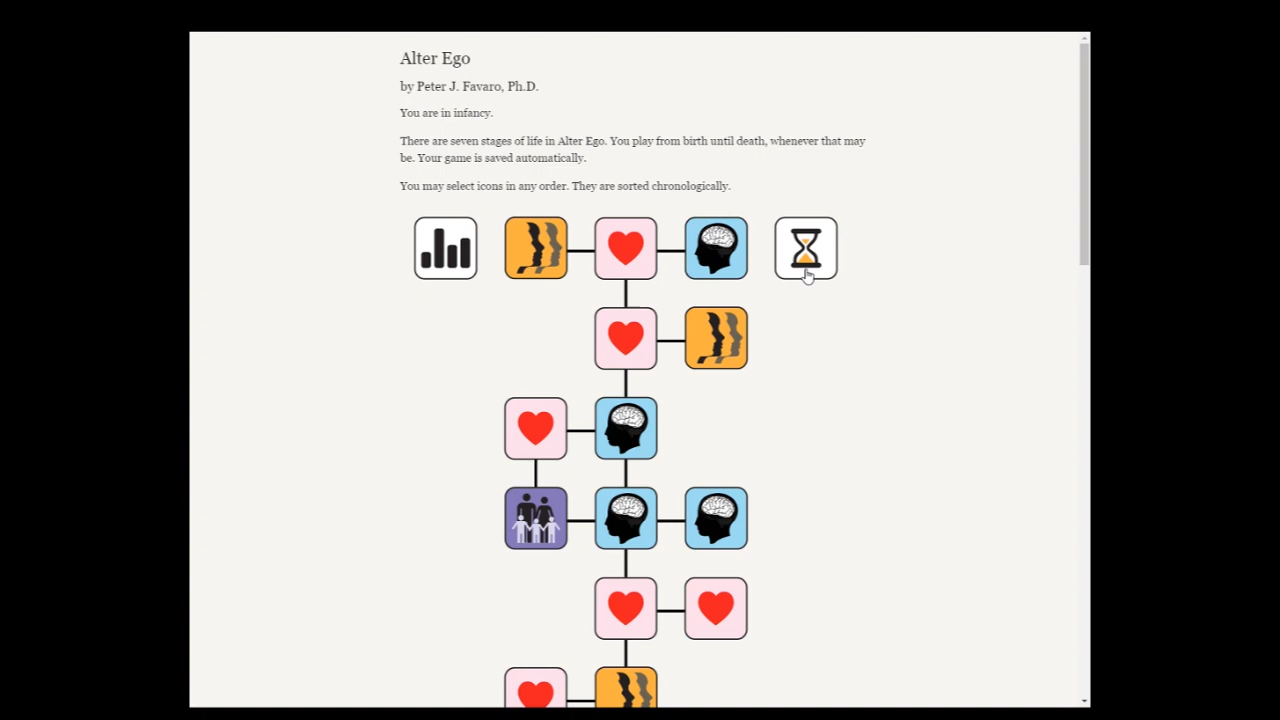 Alter Ego
by Peter J. Favaro, Ph.D.
You are in infancy.
There are seven stages of life in Alter Ego. You play from birth until death, whenever that may
be. Your game is saved automatically.
You may select icons in any order. They are sorted chronologically.